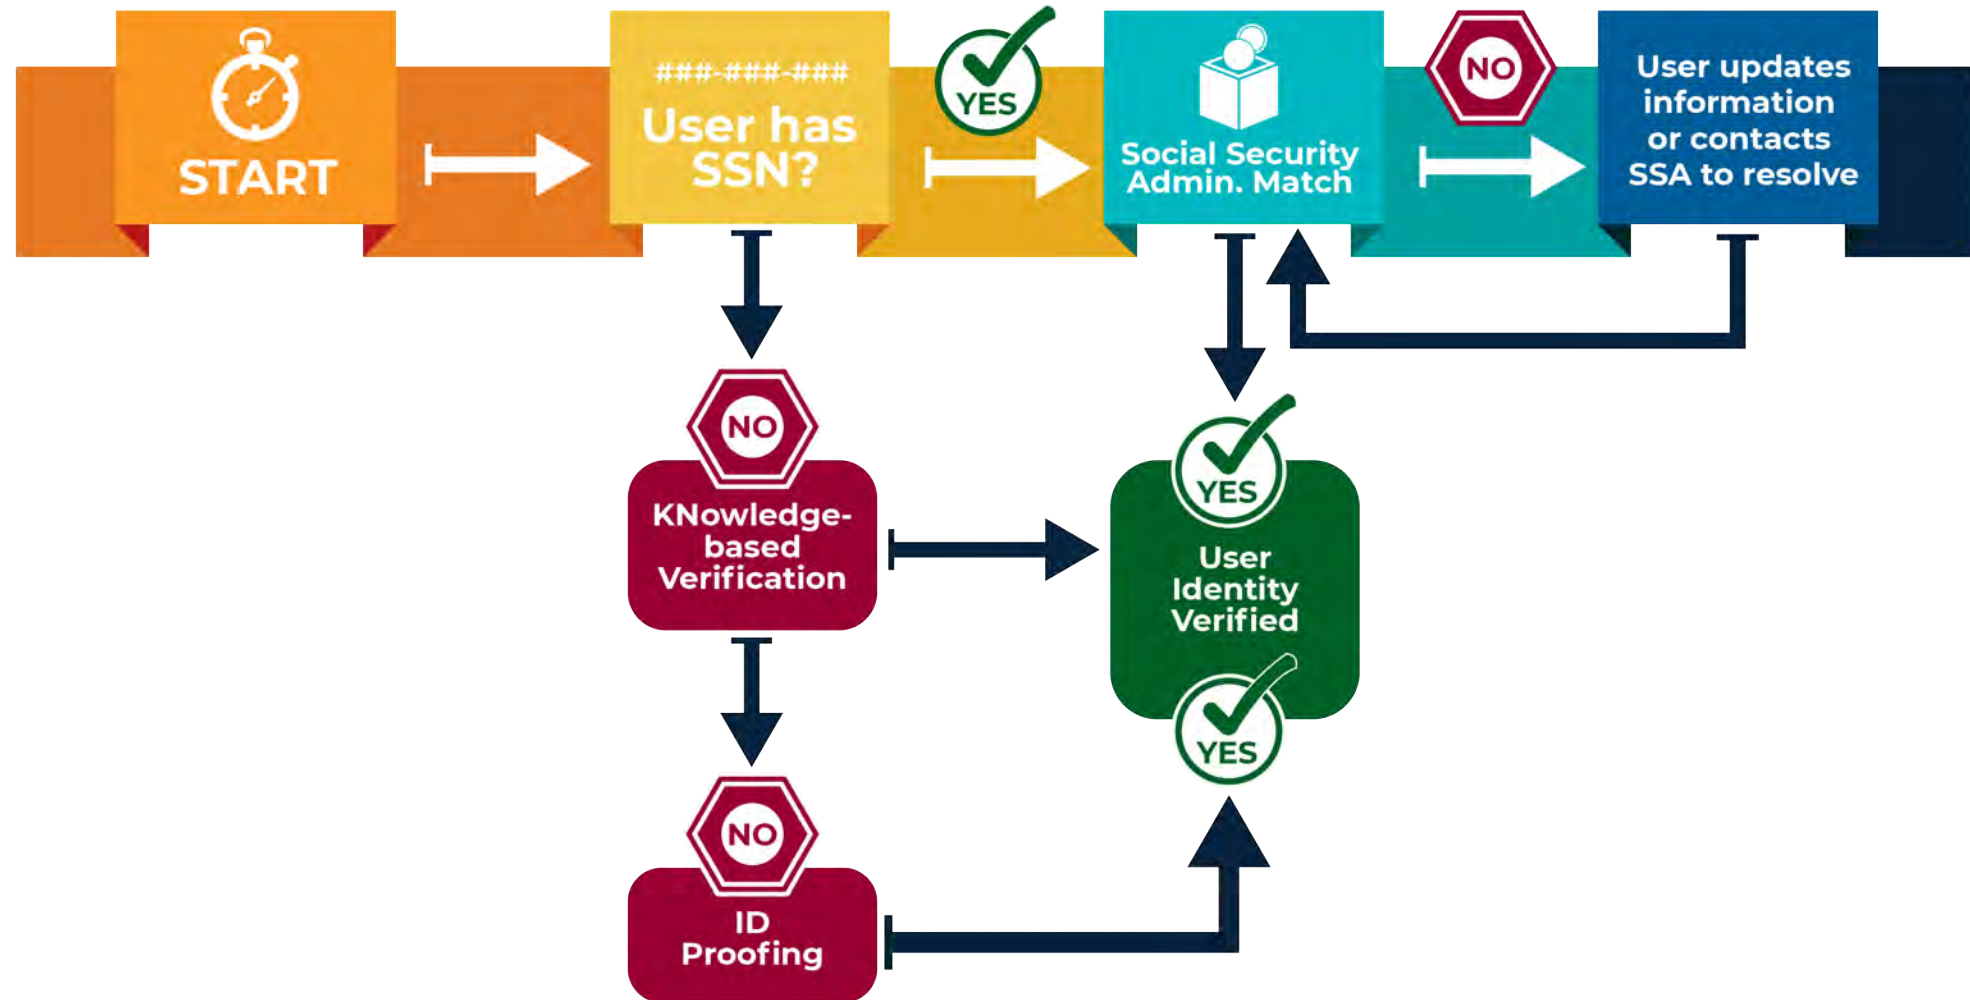 START
###-###-###
User has
SSN?
YES
Social Security
Admin. Match
NO
User updates
information
or contacts
SSA to resolve
NO
KNowledge-
based
Verification
YES
User
Identity
Verified
YES
NO
ID
Proofing